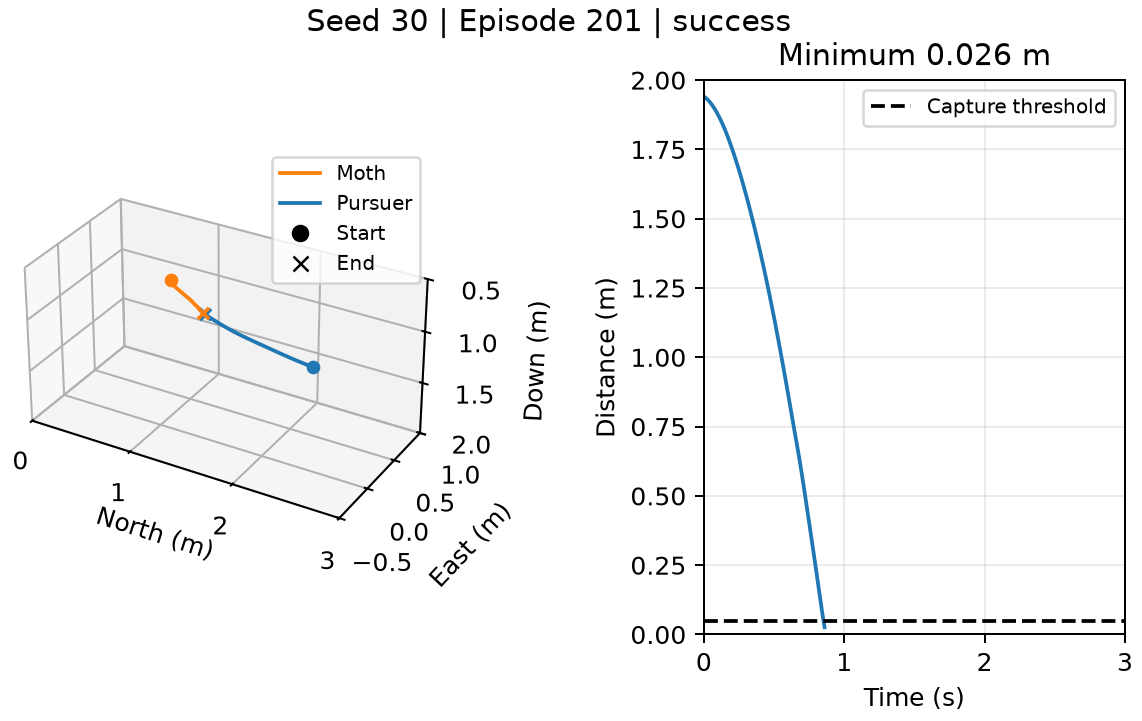 Seed 30 | Episode 201 | success
Moth
Pursuer
Start
End
0.5
1.0
1.5
2.0
Down (m)
0
1
2
3
North (m)
−0.5
0.0
0.5
1.0
East (m)
Minimum 0.026 m
Capture threshold
2.00
1.75
1.50
1.25
1.00
0.75
0.50
0.25
0.00
Distance (m)
0
1
2
3
Time (s)